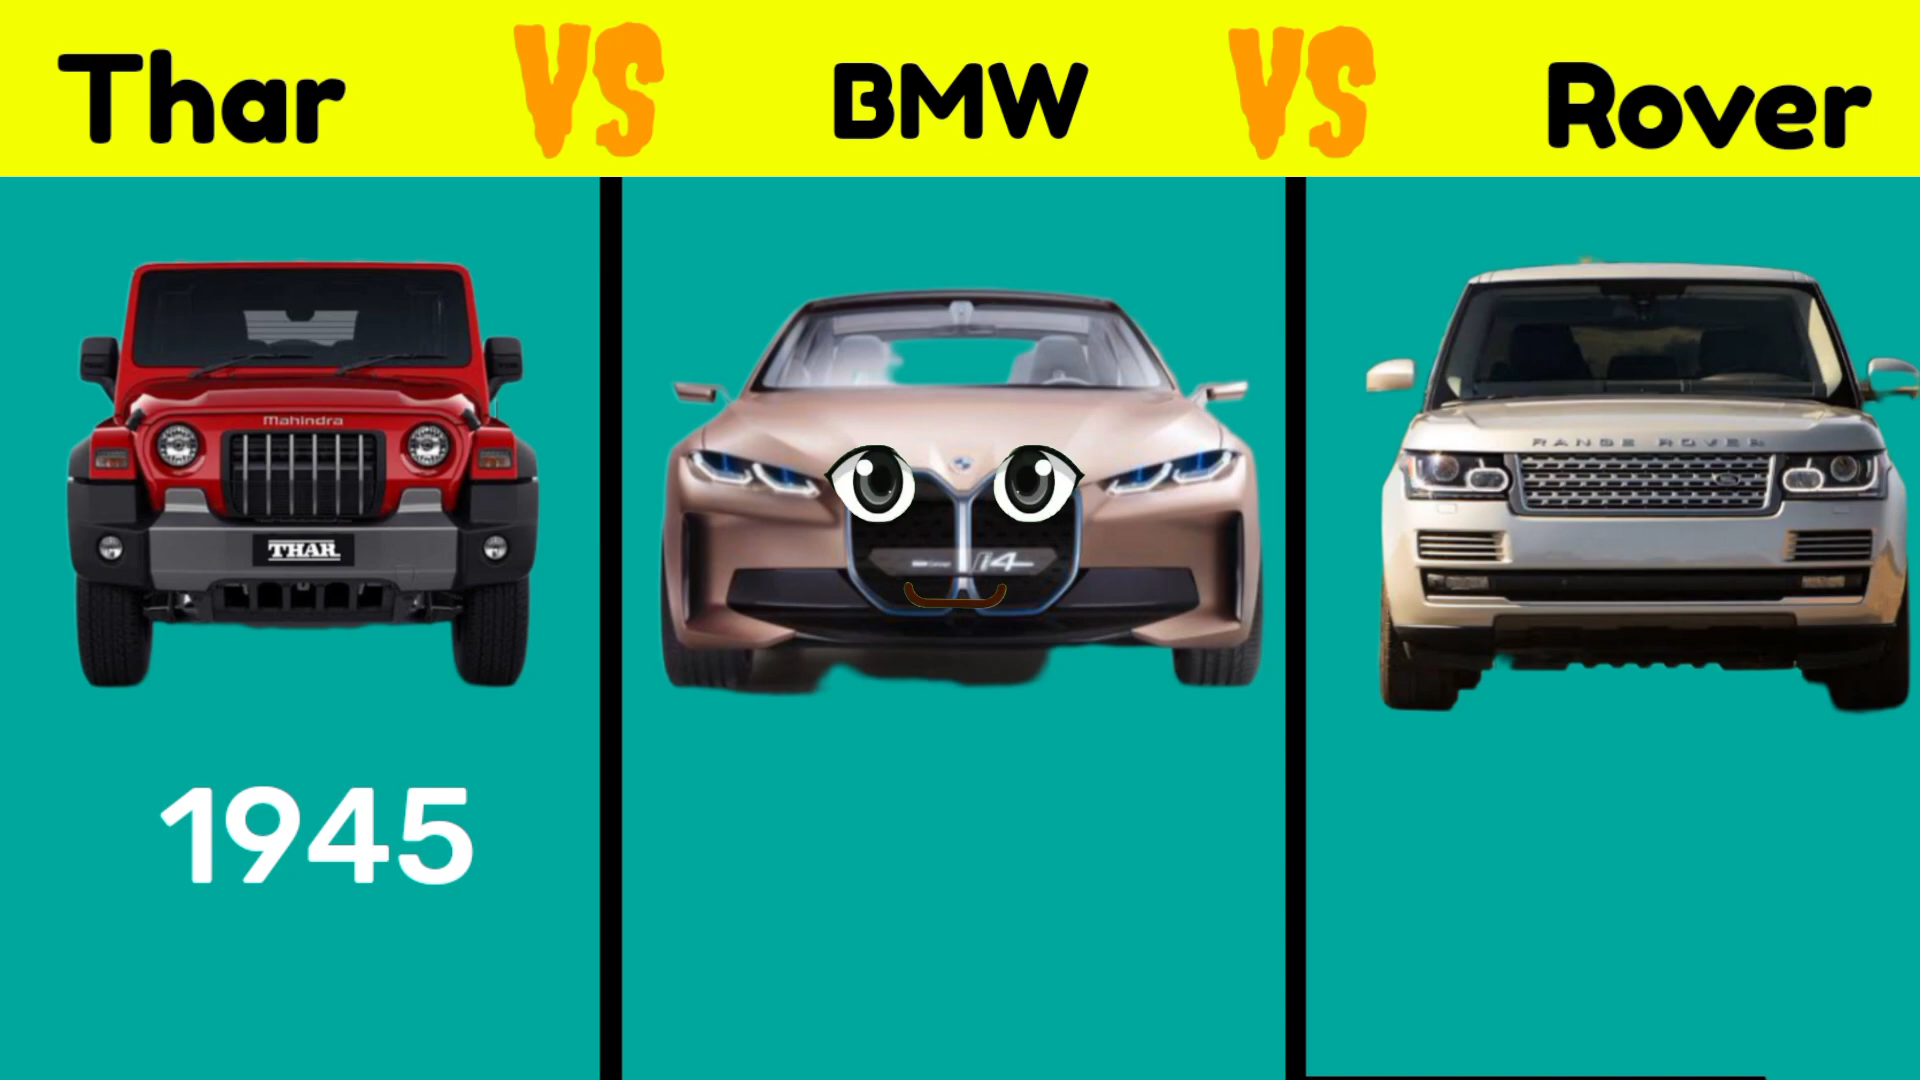 Thar VS BMW VS Rover
Mahindra
THAR
i4
RANGE ROVER
1945